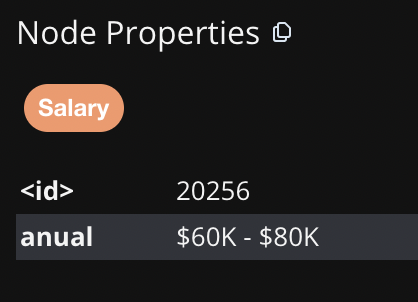 Node Properties
Salary
<id> 20256
anual $60K - $80K